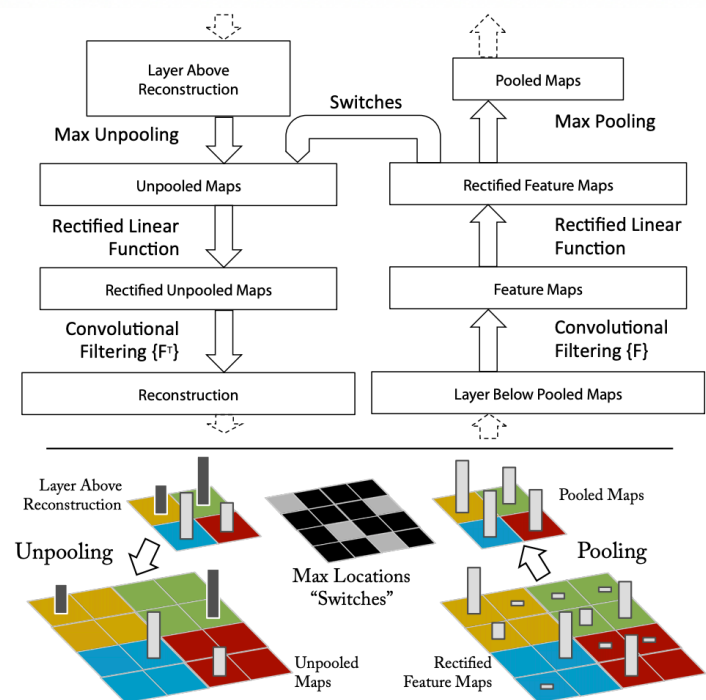 Layer Above
Reconstruction
Max Unpooling
Unpooled Maps
Rectified Linear
Function
Rectified Unpooled Maps
Convolutional
Filtering {Fᵀ}
Reconstruction
Switches
Pooled Maps
Max Pooling
Rectified Feature Maps
Rectified Linear
Function
Feature Maps
Convolutional
Filtering {F}
Layer Below Pooled Maps
Layer Above
Reconstruction
Unpooling
Unpooled
Maps
Max Locations
“Switches”
Pooled Maps
Pooling
Rectified
Feature Maps